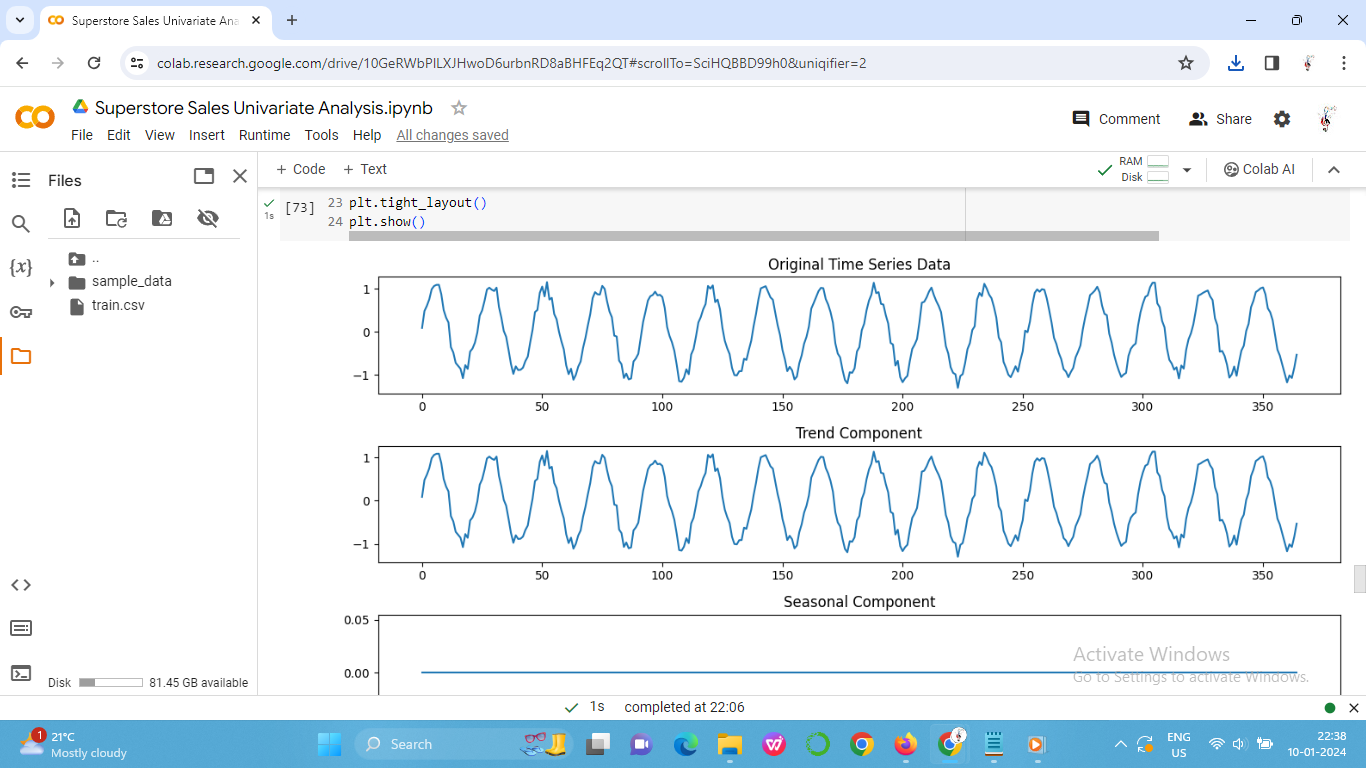 Superstore Sales Univariate Ana
colab.research.google.com/drive/10GeRWbPlLXJHwoD6urbnRD8aBHFEq2QT#scrollTo=SciHQBBD99h0&uniqifier=2
Superstore Sales Univariate Analysis.ipynb
File Edit View Insert Runtime Tools Help All changes saved
Comment
Share
Files
+ Code + Text
RAM
Disk
Colab AI
..
sample_data
train.csv
{x}
1s
[73]
23 plt.tight_layout()
24 plt.show()
Original Time Series Data
1
0
−1
0 50 100 150 200 250 300 350
Trend Component
1
0
−1
0 50 100 150 200 250 300 350
Seasonal Component
0.05
0.00
Activate Windows
Go to Settings to activate Windows.
Disk 81.45 GB available
1s completed at 22:06
1
21°C
Mostly cloudy
Search
ENG
US
22:38
10-01-2024